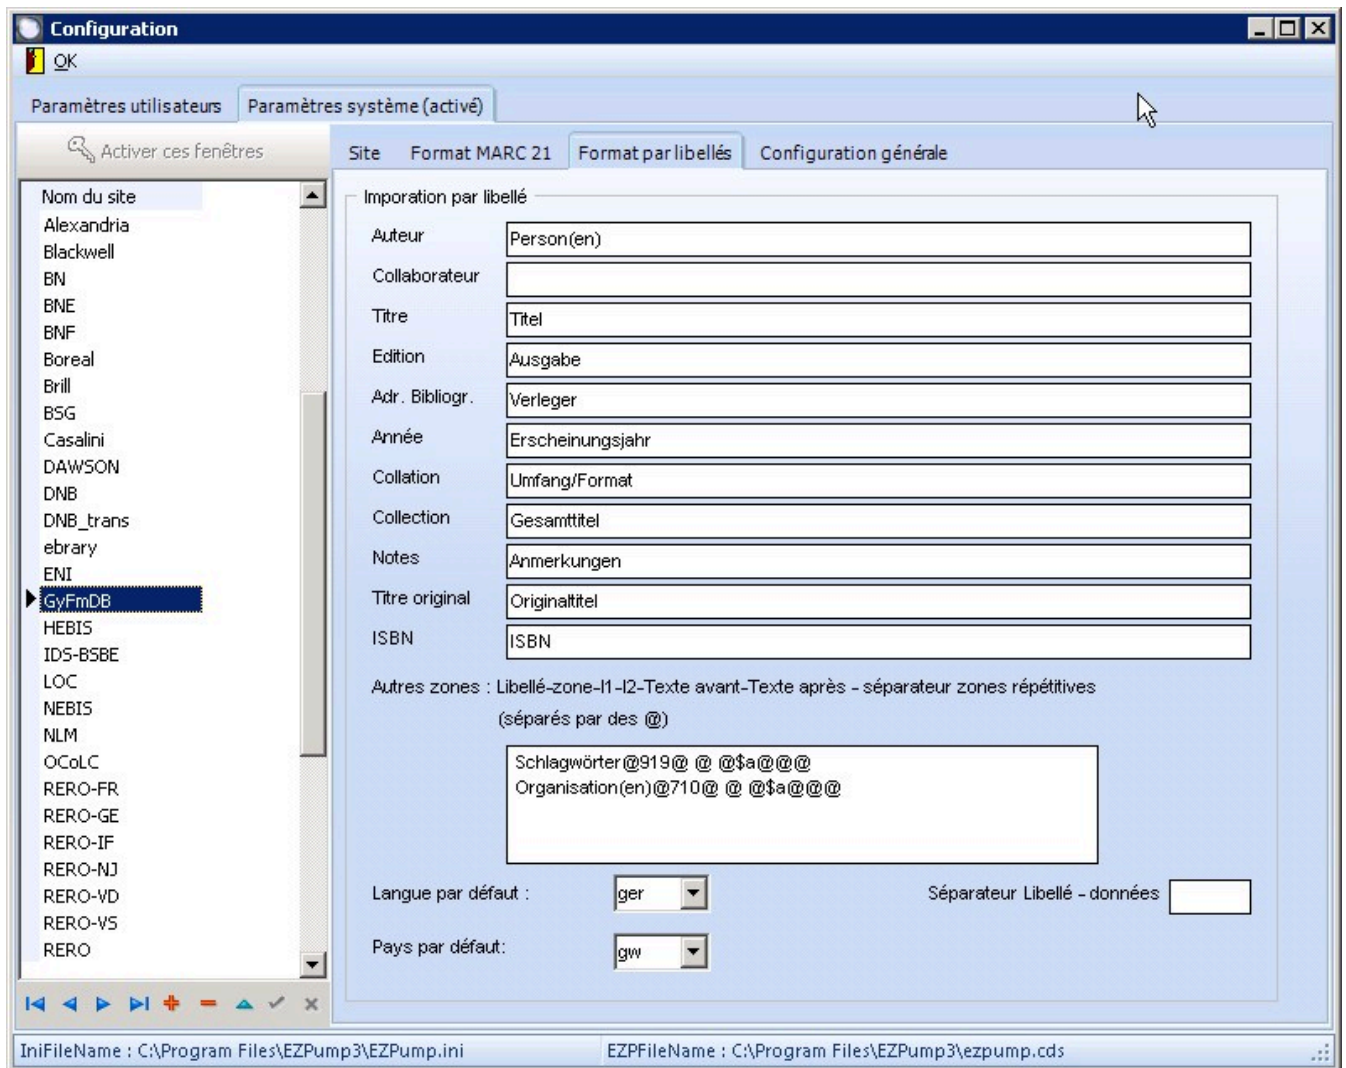 Configuration
OK
Paramètres utilisateurs
Paramètres système (activé)
Activer ces fenêtres
Site
Format MARC 21
Format par libellés
Configuration générale
Nom du site
Alexandria
Blackwell
BN
BNE
BNF
Boreal
Brill
BSG
Casalini
DAWSON
DNB
DNB_trans
ebrary
ENI
GyFmDB
HEBIS
IDS-BSBE
LOC
NEBIS
NLM
OCoLC
RERO-FR
RERO-GE
RERO-IF
RERO-NJ
RERO-VD
RERO-VS
RERO
Imporation par libellé
Auteur Person(en)
Collaborateur
Titre Titel
Edition Ausgabe
Adr. Bibliogr. Verleger
Année Erscheinungsjahr
Collation Umfang/Format
Collection Gesamttitel
Notes Anmerkungen
Titre original Originaltitel
ISBN ISBN
Autres zones : Libellé-zone-I1-I2-Texte avant-Texte après - séparateur zones répétitives
(séparés par des @)
Schlagwörter@919@ @ @$a@@@
Organisation(en)@710@ @ @$a@@@
Langue par défaut : ger
Séparateur Libellé - données
Pays par défaut: gw
IniFileName : C:\Program Files\EZPump3\EZPump.ini
EZPFileName : C:\Program Files\EZPump3\ezpump.cds